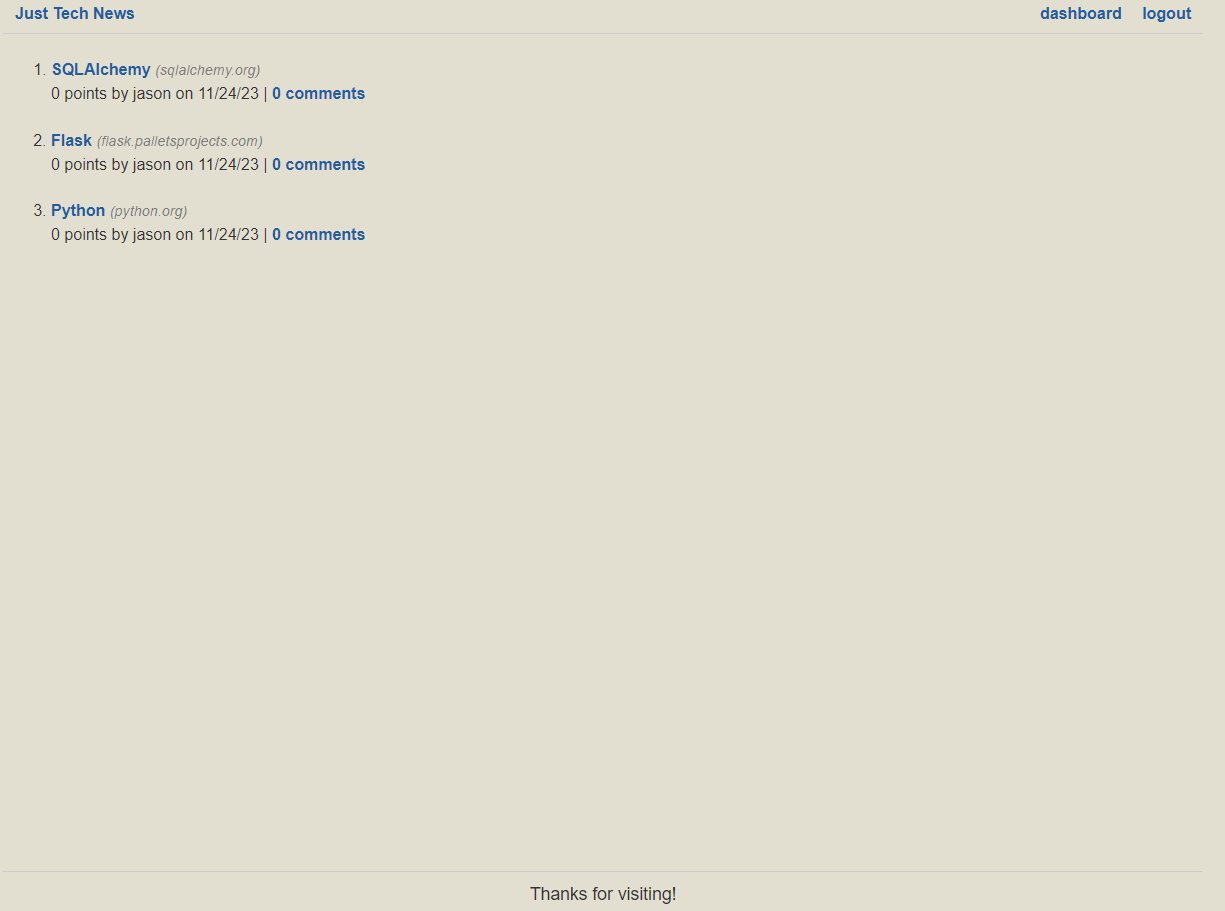 Just Tech News dashboard logout
1. SQLAlchemy (sqlalchemy.org)
0 points by jason on 11/24/23 | 0 comments
2. Flask (flask.palletsprojects.com)
0 points by jason on 11/24/23 | 0 comments
3. Python (python.org)
0 points by jason on 11/24/23 | 0 comments
Thanks for visiting!